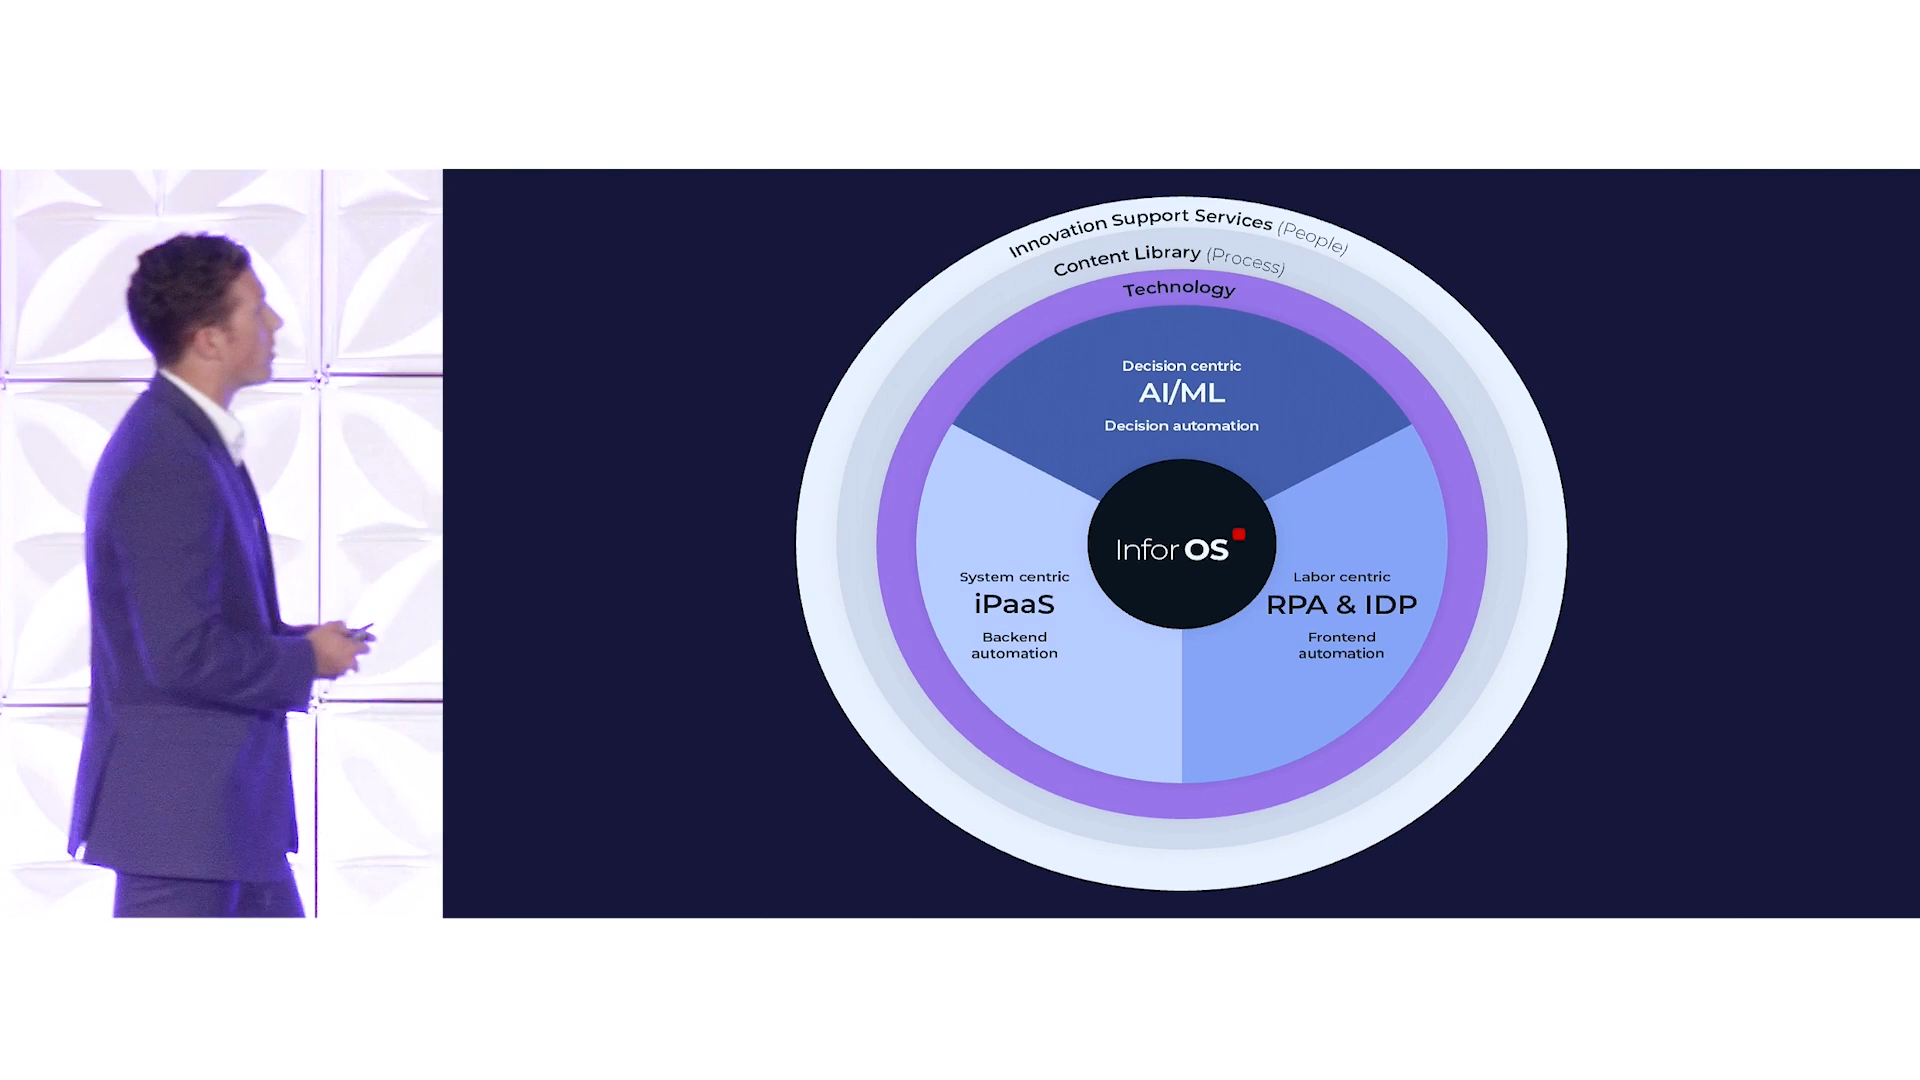 Innovation Support Services (People)
Content Library (Process)
Technology
Decision centric
AI/ML
Decision automation
Infor OS
System centric
iPaaS
Backend
automation
Labor centric
RPA & IDP
Frontend
automation